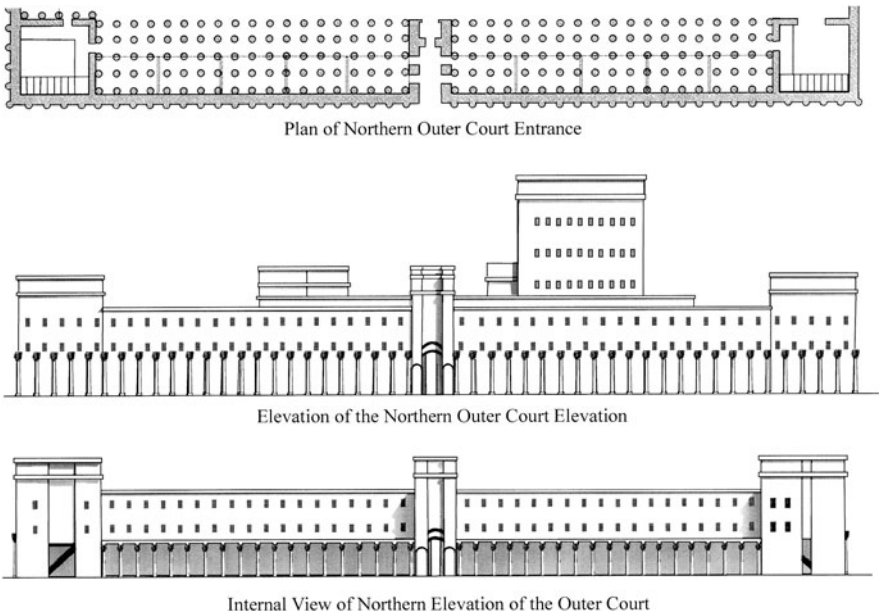 Plan of Northern Outer Court Entrance
Elevation of the Northern Outer Court Elevation
Internal View of Northern Elevation of the Outer Court